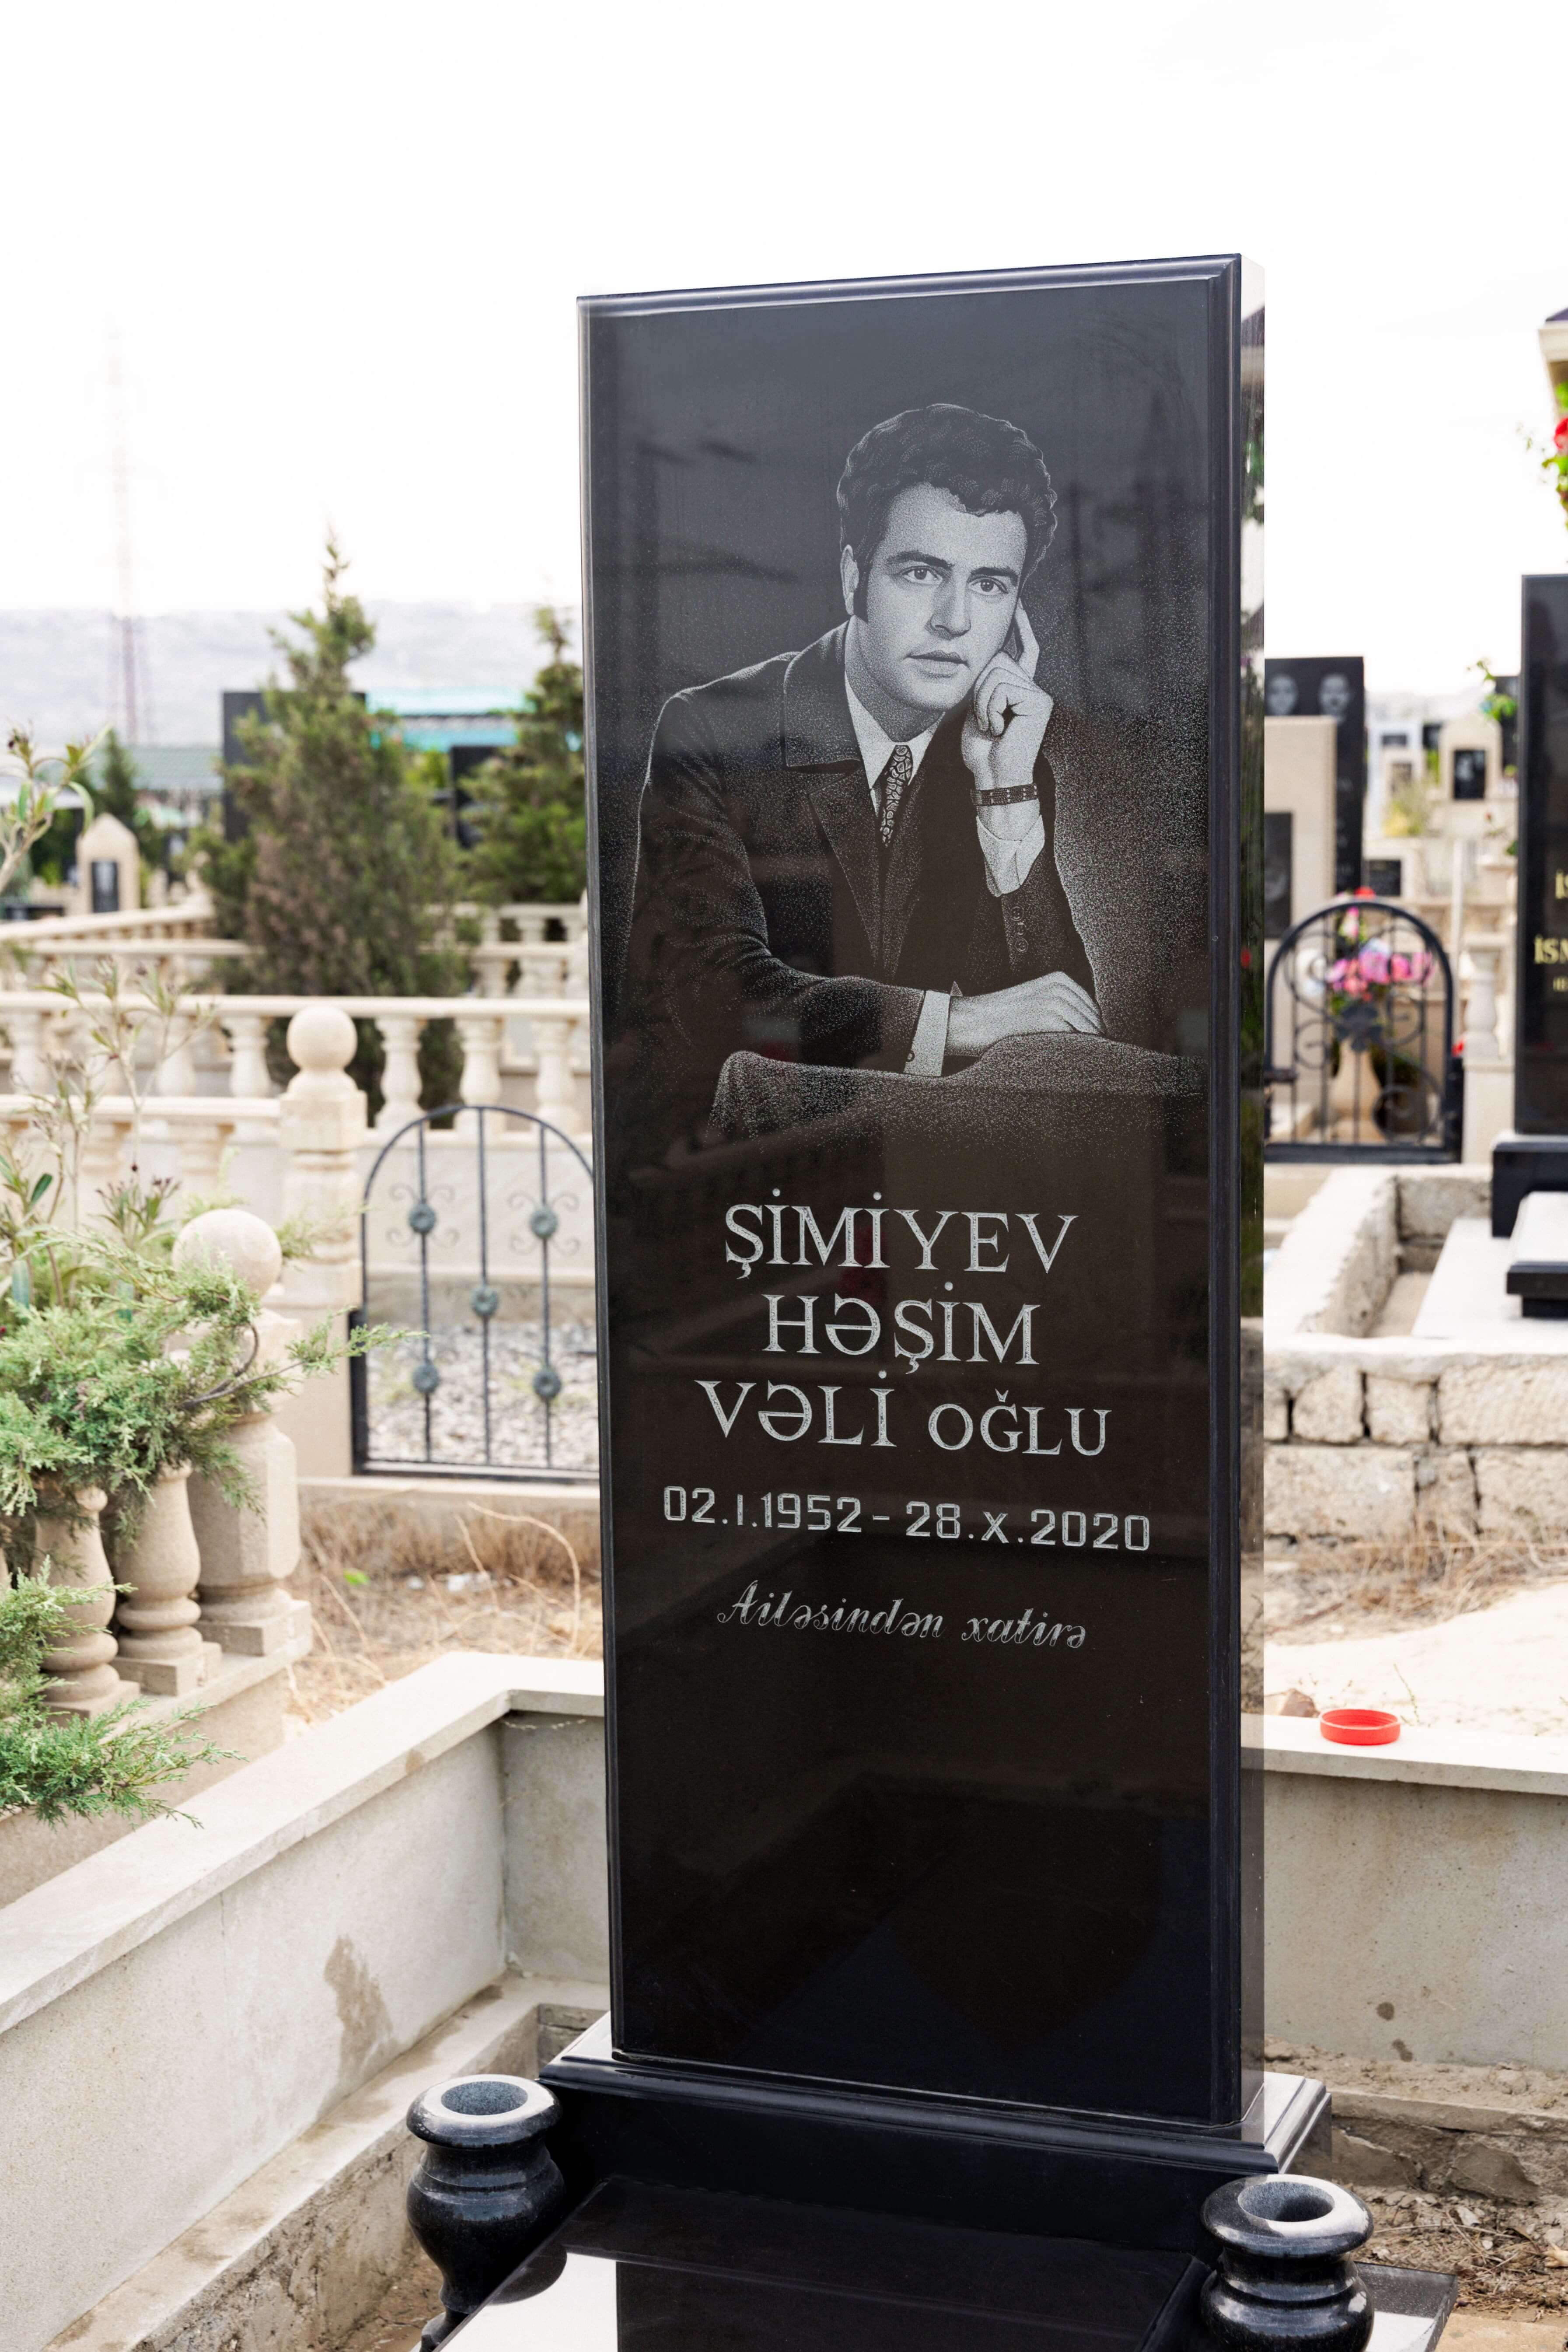 ŞİMİYEV
HƏŞİM
VƏLİ OĞLU
02.I.1952 - 28.X.2020
Ailəsindən xatirə